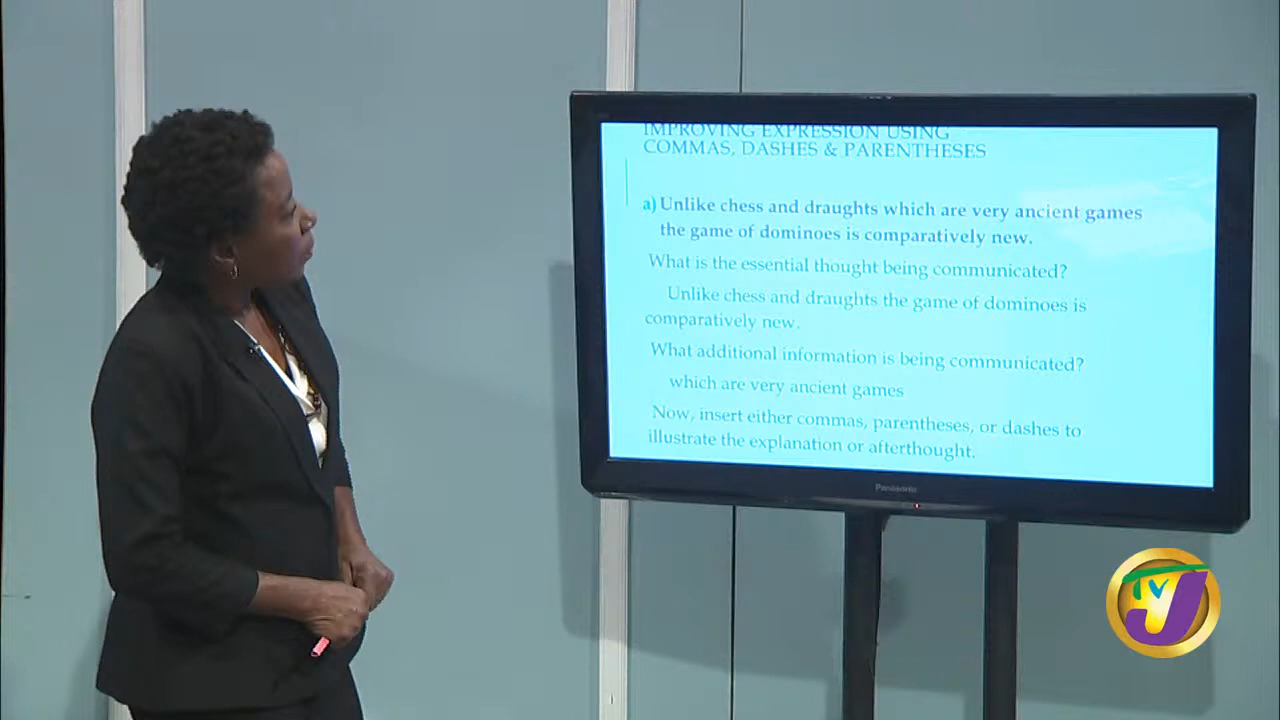 IMPROVING EXPRESSION USING
COMMAS, DASHES & PARENTHESES
a) Unlike chess and draughts which are very ancient games
the game of dominoes is comparatively new.
What is the essential thought being communicated?
Unlike chess and draughts the game of dominoes is
comparatively new.
What additional information is being communicated?
which are very ancient games
Now, insert either commas, parentheses, or dashes to
illustrate the explanation or afterthought.
Panasonic
TVJ